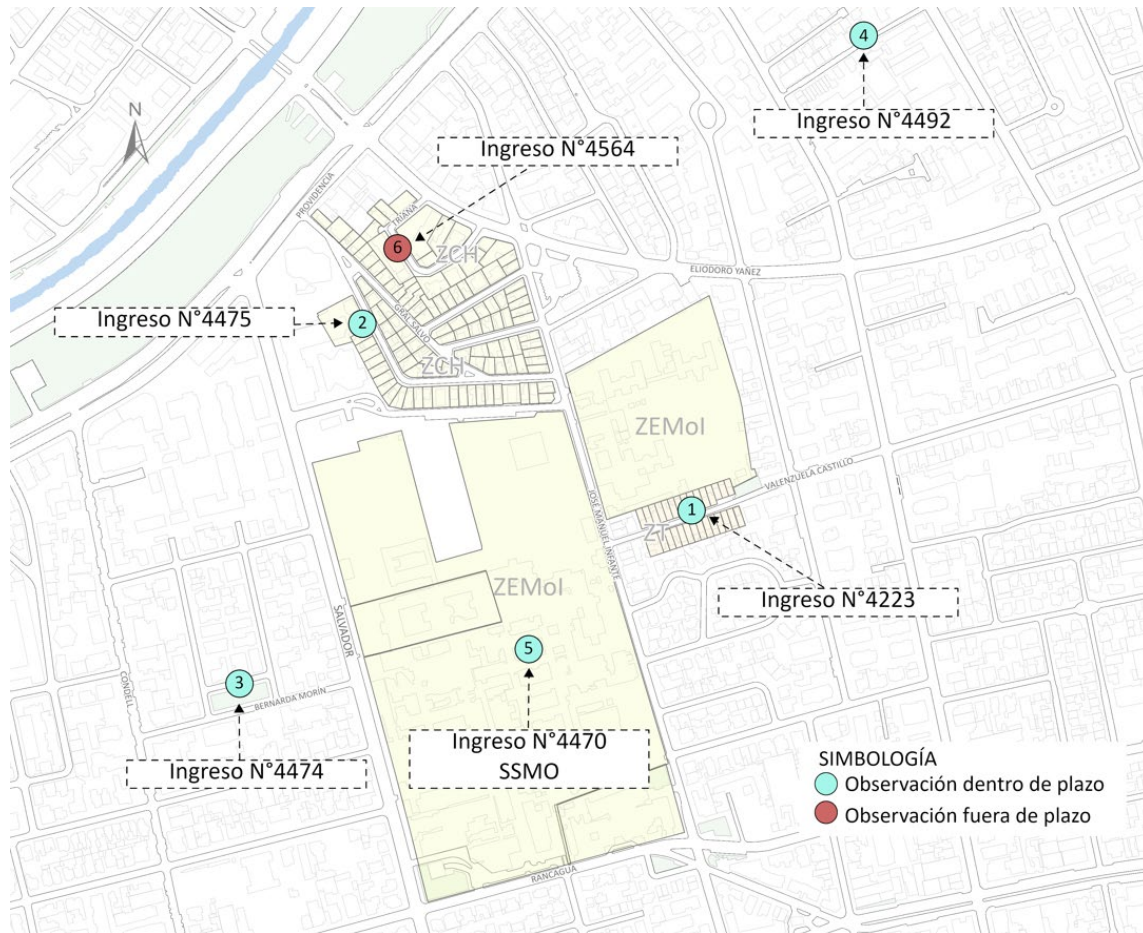 4
Ingreso N°4492
N
Ingreso N°4564
PROVIDENCIA
TRIANA
6
ZCH
ELIODORO YAÑEZ
Ingreso N°4475
2
GRAL SALVO
ZCH
ZEMoI
VALENZUELA CASTILLO
1
ZT
JOSE MANUEL INFANTE
ZEMoI
Ingreso N°4223
SALVADOR
5
CONDELL
3
BERNARDA MORÍN
Ingreso N°4470
SSMO
Ingreso N°4474
SIMBOLOGÍA
Observación dentro de plazo
Observación fuera de plazo
RANCAGUA